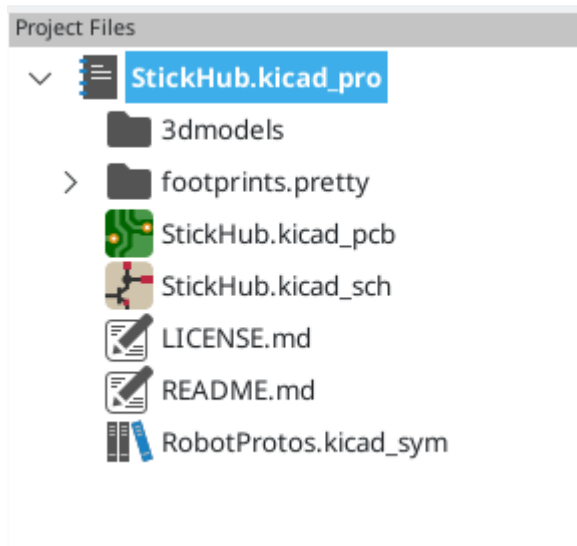 Project Files
StickHub.kicad_pro
3dmodels
footprints.pretty
StickHub.kicad_pcb
StickHub.kicad_sch
LICENSE.md
README.md
RobotProtos.kicad_sym